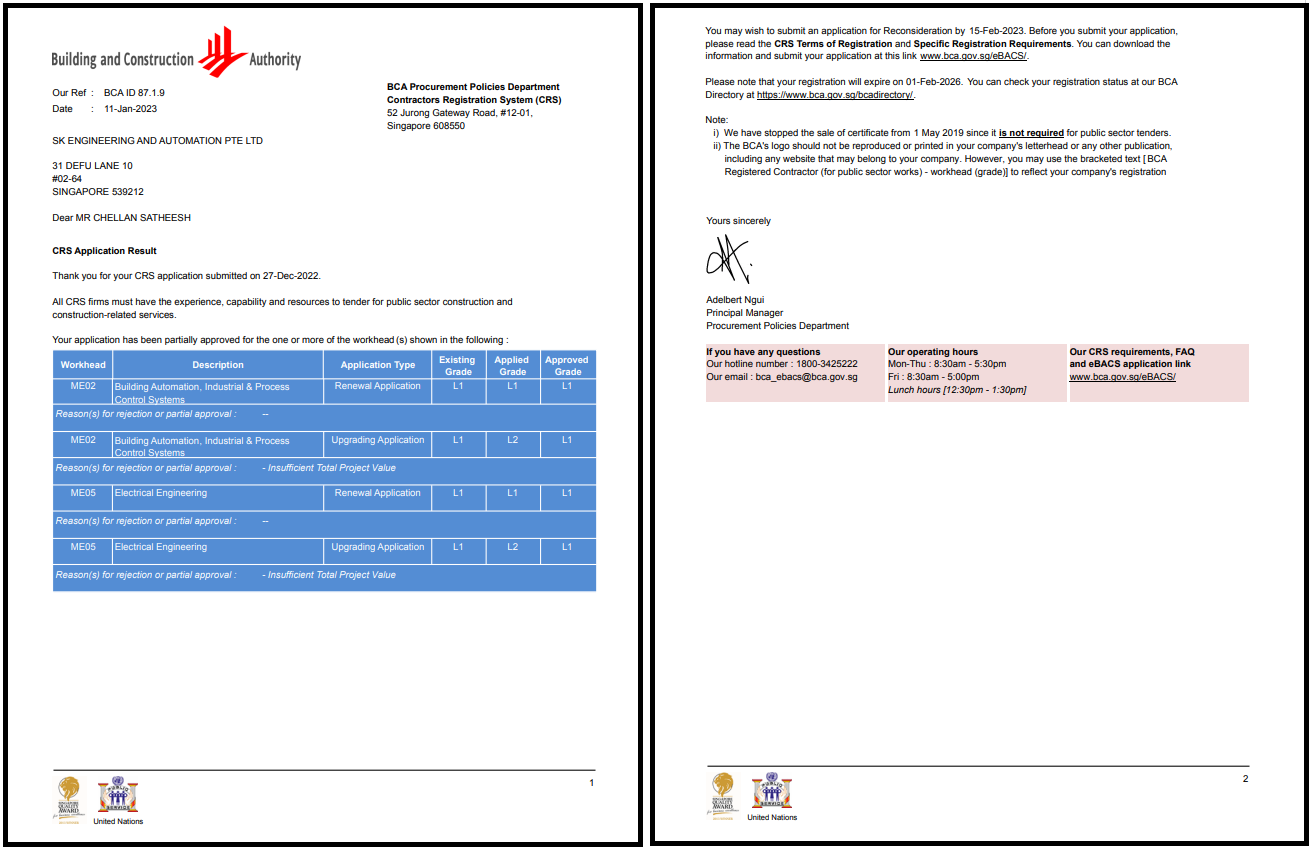 Building and Construction Authority
Our Ref : BCA ID 87.1.9
Date : 11-Jan-2023
BCA Procurement Policies Department
Contractors Registration System (CRS)
52 Jurong Gateway Road, #12-01,
Singapore 608550
SK ENGINEERING AND AUTOMATION PTE LTD
31 DEFU LANE 10
#02-64
SINGAPORE 539212
Dear MR CHELLAN SATHEESH
CRS Application Result
Thank you for your CRS application submitted on 27-Dec-2022.
All CRS firms must have the experience, capability and resources to tender for public sector construction and
construction-related services.
Your application has been partially approved for the one or more of the workhead (s) shown in the following :
Workhead Description Application Type Existing Grade Applied Grade Approved Grade
ME02 Building Automation, Industrial & Process Control Systems Renewal Application L1 L1 L1
Reason(s) for rejection or partial approval : --
ME02 Building Automation, Industrial & Process Control Systems Upgrading Application L1 L2 L1
Reason(s) for rejection or partial approval : - Insufficient Total Project Value
ME05 Electrical Engineering Renewal Application L1 L1 L1
Reason(s) for rejection or partial approval : --
ME05 Electrical Engineering Upgrading Application L1 L2 L1
Reason(s) for rejection or partial approval : - Insufficient Total Project Value
SINGAPORE
QUALITY
AWARD
PUBLIC
SERVICE
United Nations
1
You may wish to submit an application for Reconsideration by 15-Feb-2023. Before you submit your application,
please read the CRS Terms of Registration and Specific Registration Requirements. You can download the
information and submit your application at this link www.bca.gov.sg/eBACS/.
Please note that your registration will expire on 01-Feb-2026. You can check your registration status at our BCA
Directory at https://www.bca.gov.sg/bcadirectory/.
Note:
i) We have stopped the sale of certificate from 1 May 2019 since it is not required for public sector tenders.
ii) The BCA's logo should not be reproduced or printed in your company's letterhead or any other publication,
including any website that may belong to your company. However, you may use the bracketed text [ BCA
Registered Contractor (for public sector works) - workhead (grade)] to reflect your company's registration
Yours sincerely
Adelbert Ngui
Principal Manager
Procurement Policies Department
If you have any questions
Our hotline number : 1800-3425222
Our email : bca_ebacs@bca.gov.sg
Our operating hours
Mon-Thu : 8:30am - 5:30pm
Fri : 8:30am - 5:00pm
Lunch hours [12:30pm - 1:30pm]
Our CRS requirements, FAQ
and eBACS application link
www.bca.gov.sg/eBACS/
SINGAPORE
QUALITY
AWARD
PUBLIC
SERVICE
United Nations
2